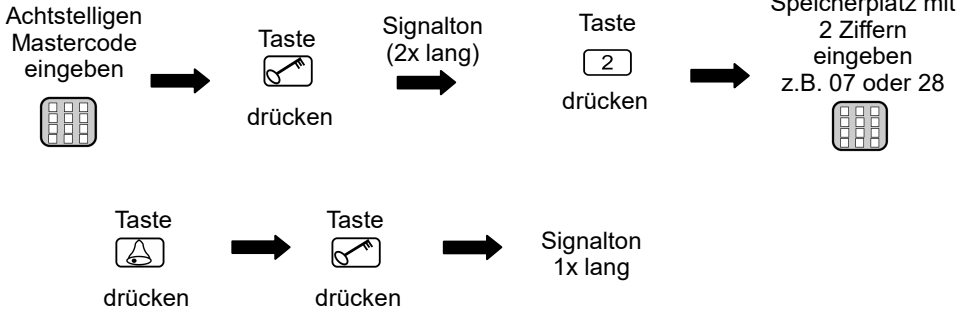 Achtstelligen
Mastercode
eingeben
Taste
drücken
Signalton
(2x lang)
Taste
2
drücken
Speicherplatz mit
2 Ziffern
eingeben
z.B. 07 oder 28
Taste
drücken
Taste
drücken
Signalton
1x lang